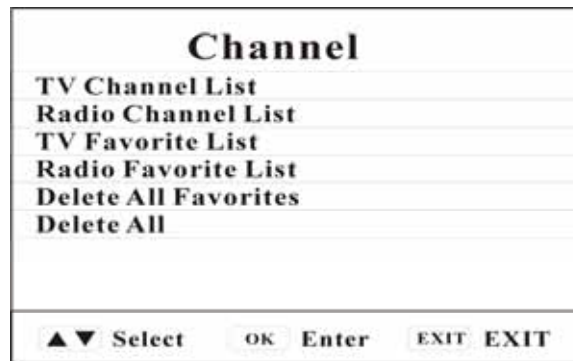 Channel
TV Channel List
Radio Channel List
TV Favorite List
Radio Favorite List
Delete All Favorites
Delete All
▲▼ Select OK Enter EXIT EXIT